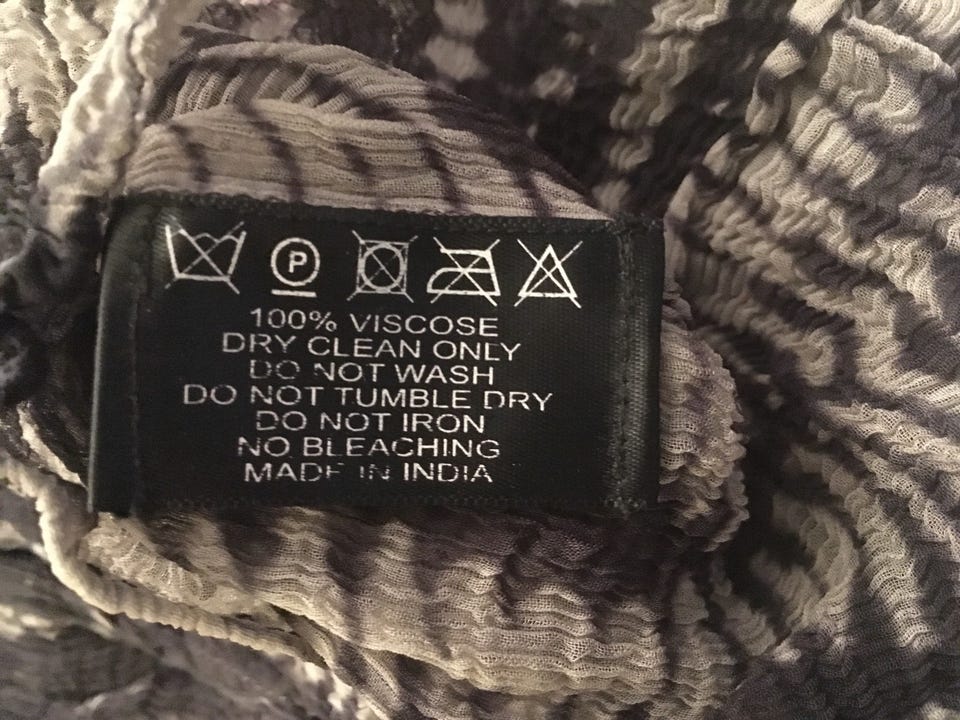 P
100% VISCOSE
DRY CLEAN ONLY
DO NOT WASH
DO NOT TUMBLE DRY
DO NOT IRON
NO BLEACHING
MADE IN INDIA